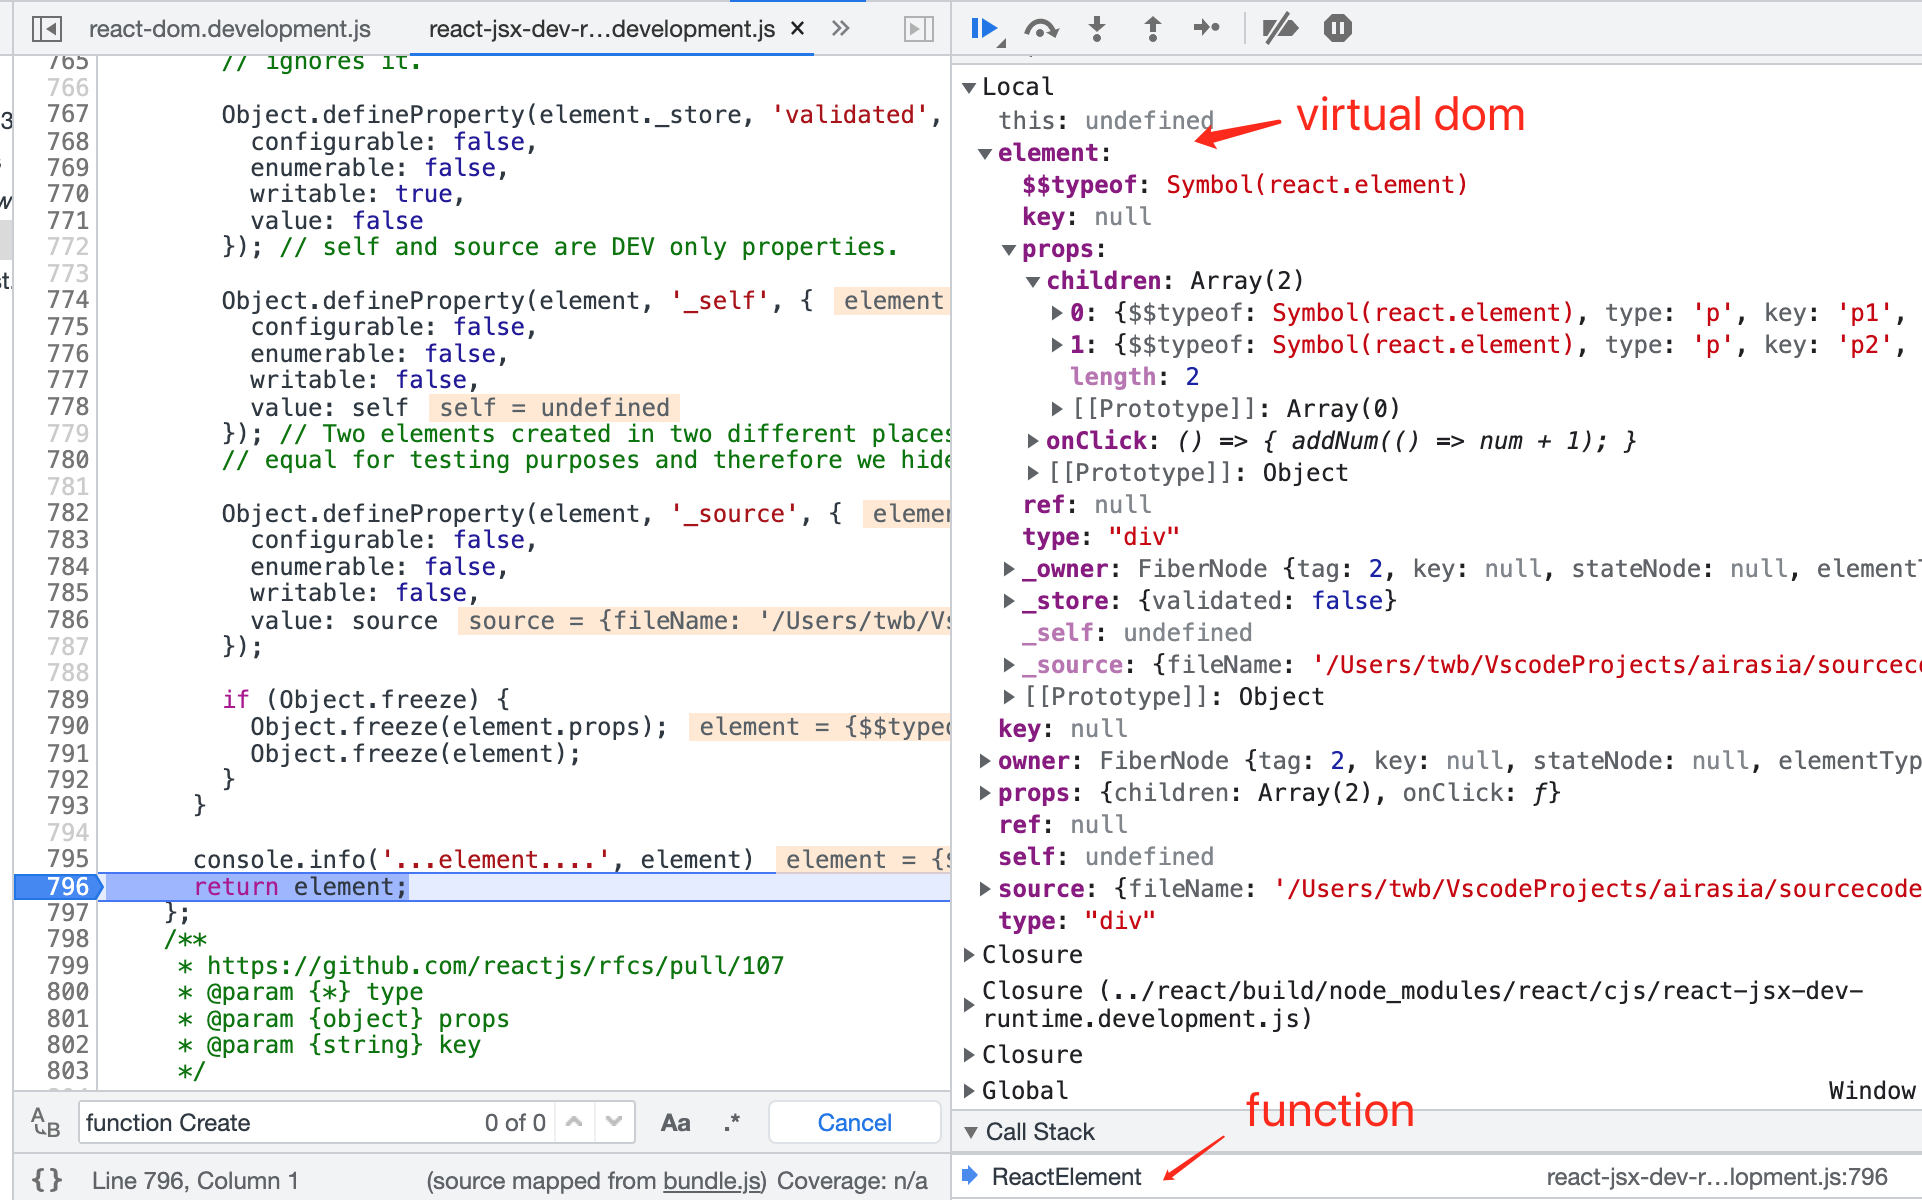 react-dom.development.js
react-jsx-dev-r…development.js ×
765 // ignores it.
766
767 Object.defineProperty(element._store, 'validated',
768 configurable: false,
769 enumerable: false,
770 writable: true,
771 value: false
772 }); // self and source are DEV only properties.
773
774 Object.defineProperty(element, '_self', { element
775 configurable: false,
776 enumerable: false,
777 writable: false,
778 value: self self = undefined
779 }); // Two elements created in two different places
780 // equal for testing purposes and therefore we hide
781
782 Object.defineProperty(element, '_source', {
783 configurable: false,
784 enumerable: false,
785 writable: false,
786 value: source source = {fileName: '/Users/twb/Vs
787 });
788
789 if (Object.freeze) {
790 Object.freeze(element.props); element = {$$typeo
791 Object.freeze(element);
792 }
793 }
794
795 console.info('...element....', element) element = {$
796 return element;
797 };
798 /**
799 * https://github.com/reactjs/rfcs/pull/107
800 * @param {*} type
801 * @param {object} props
802 * @param {string} key
803 */
function Create 0 of 0 Aa .* Cancel
{} Line 796, Column 1 (source mapped from bundle.js) Coverage: n/a
Local
this: undefined
virtual dom
element:
$$typeof: Symbol(react.element)
key: null
props:
children: Array(2)
0: {$$typeof: Symbol(react.element), type: 'p', key: 'p1',
1: {$$typeof: Symbol(react.element), type: 'p', key: 'p2',
length: 2
[[Prototype]]: Array(0)
onClick: () => { addNum(() => num + 1); }
[[Prototype]]: Object
ref: null
type: "div"
_owner: FiberNode {tag: 2, key: null, stateNode: null, elementT
_store: {validated: false}
_self: undefined
_source: {fileName: '/Users/twb/VscodeProjects/airasia/sourceco
[[Prototype]]: Object
key: null
owner: FiberNode {tag: 2, key: null, stateNode: null, elementTyp
props: {children: Array(2), onClick: ƒ}
ref: null
self: undefined
source: {fileName: '/Users/twb/VscodeProjects/airasia/sourcecode
type: "div"
Closure
Closure (../react/build/node_modules/react/cjs/react-jsx-dev-
runtime.development.js)
Closure
Global Window
function
Call Stack
ReactElement react-jsx-dev-r…lopment.js:796